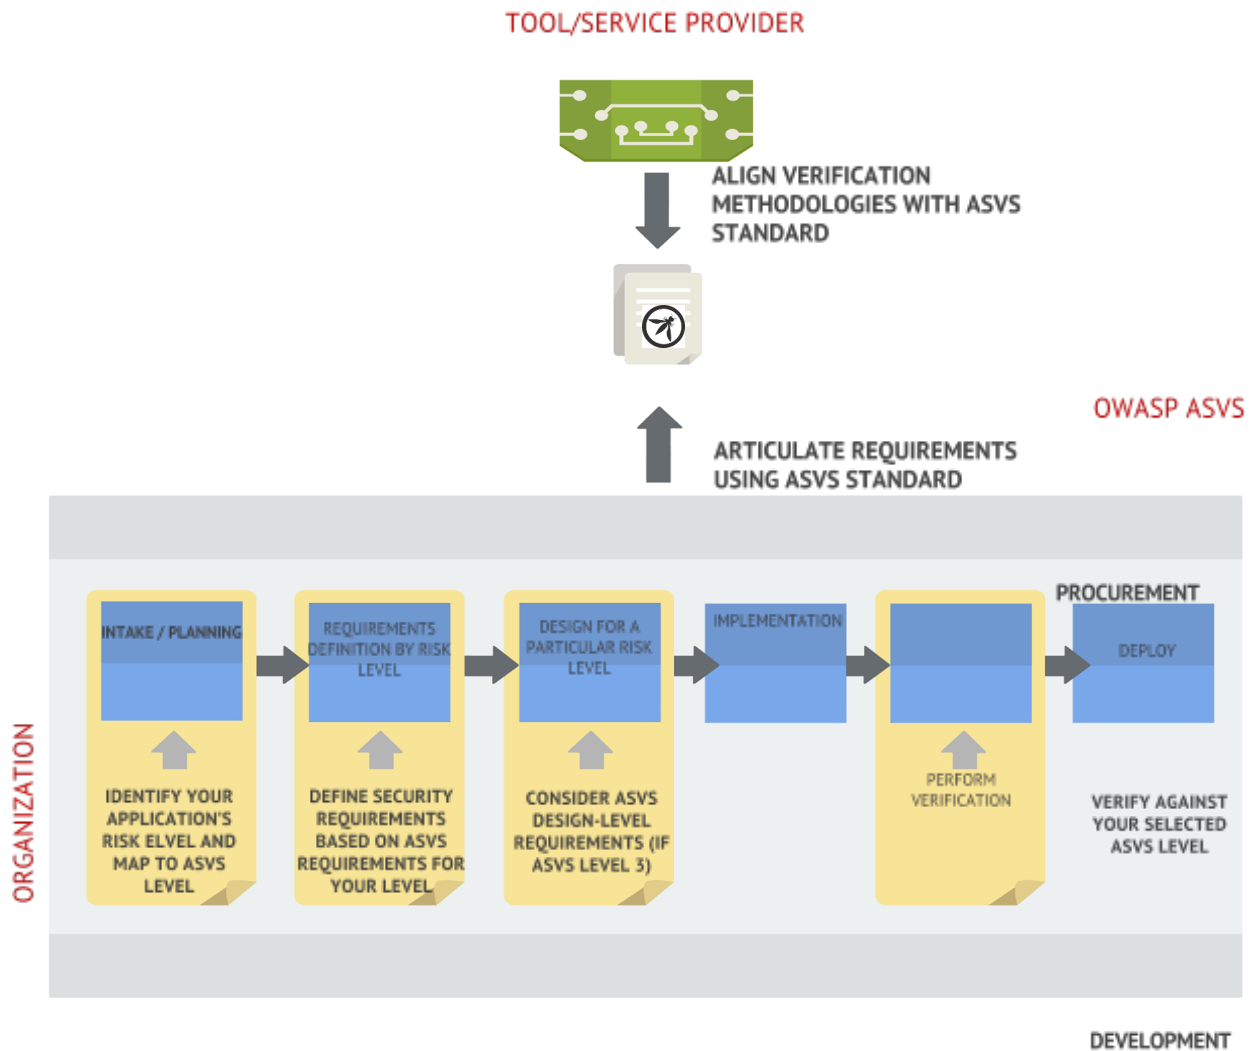 TOOL/SERVICE PROVIDER
ALIGN VERIFICATION
METHODOLOGIES WITH ASVS
STANDARD
OWASP ASVS
ARTICULATE REQUIREMENTS
USING ASVS STANDARD
PROCUREMENT
INTAKE / PLANNING
REQUIREMENTS
DEFINITION BY RISK
LEVEL
DESIGN FOR A
PARTICULAR RISK
LEVEL
IMPLEMENTATION
DEPLOY
ORGANIZATION
IDENTIFY YOUR
APPLICATION'S
RISK ELVEL AND
MAP TO ASVS
LEVEL
DEFINE SECURITY
REQUIREMENTS
BASED ON ASVS
REQUIREMENTS FOR
YOUR LEVEL
CONSIDER ASVS
DESIGN-LEVEL
REQUIREMENTS (IF
ASVS LEVEL 3)
PERFORM
VERIFICATION
VERIFY AGAINST
YOUR SELECTED
ASVS LEVEL
DEVELOPMENT